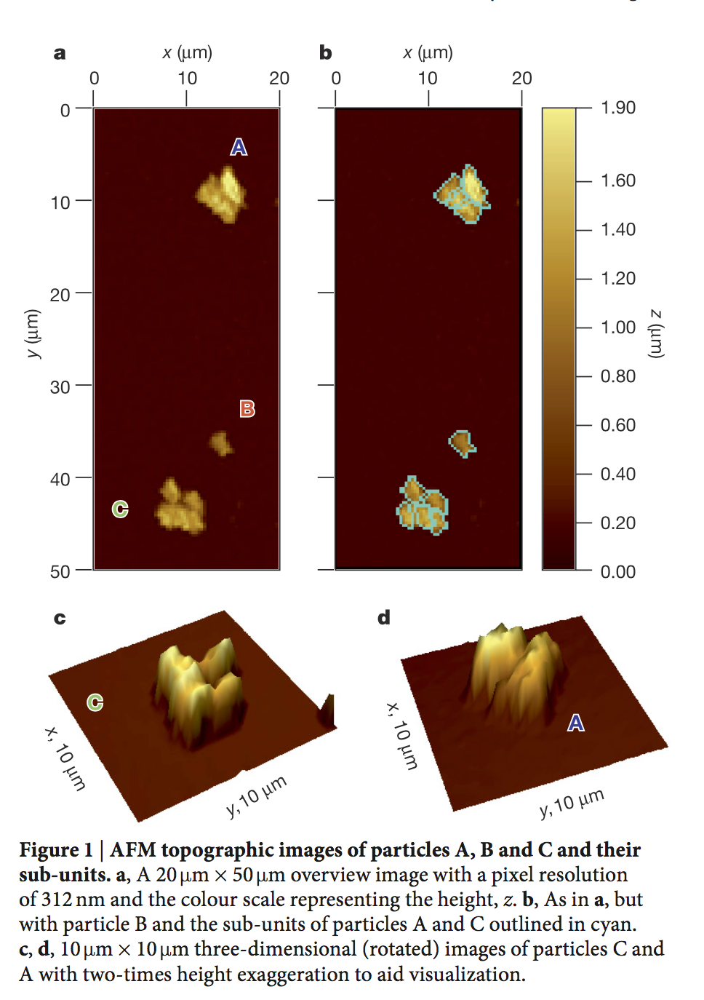 a
x (μm)
0 10 20
b
x (μm)
0 10 20
y (μm)
0
10
20
30
40
50
A
B
C
1.90
1.60
1.40
1.20
1.00
0.80
0.60
0.40
0.20
0.00
z (μm)
c
C
x, 10 μm
y, 10 μm
d
A
x, 10 μm
y, 10 μm
Figure 1 | AFM topographic images of particles A, B and C and their
sub-units. a, A 20 μm × 50 μm overview image with a pixel resolution
of 312 nm and the colour scale representing the height, z. b, As in a, but
with particle B and the sub-units of particles A and C outlined in cyan.
c, d, 10 μm × 10 μm three-dimensional (rotated) images of particles C and
A with two-times height exaggeration to aid visualization.